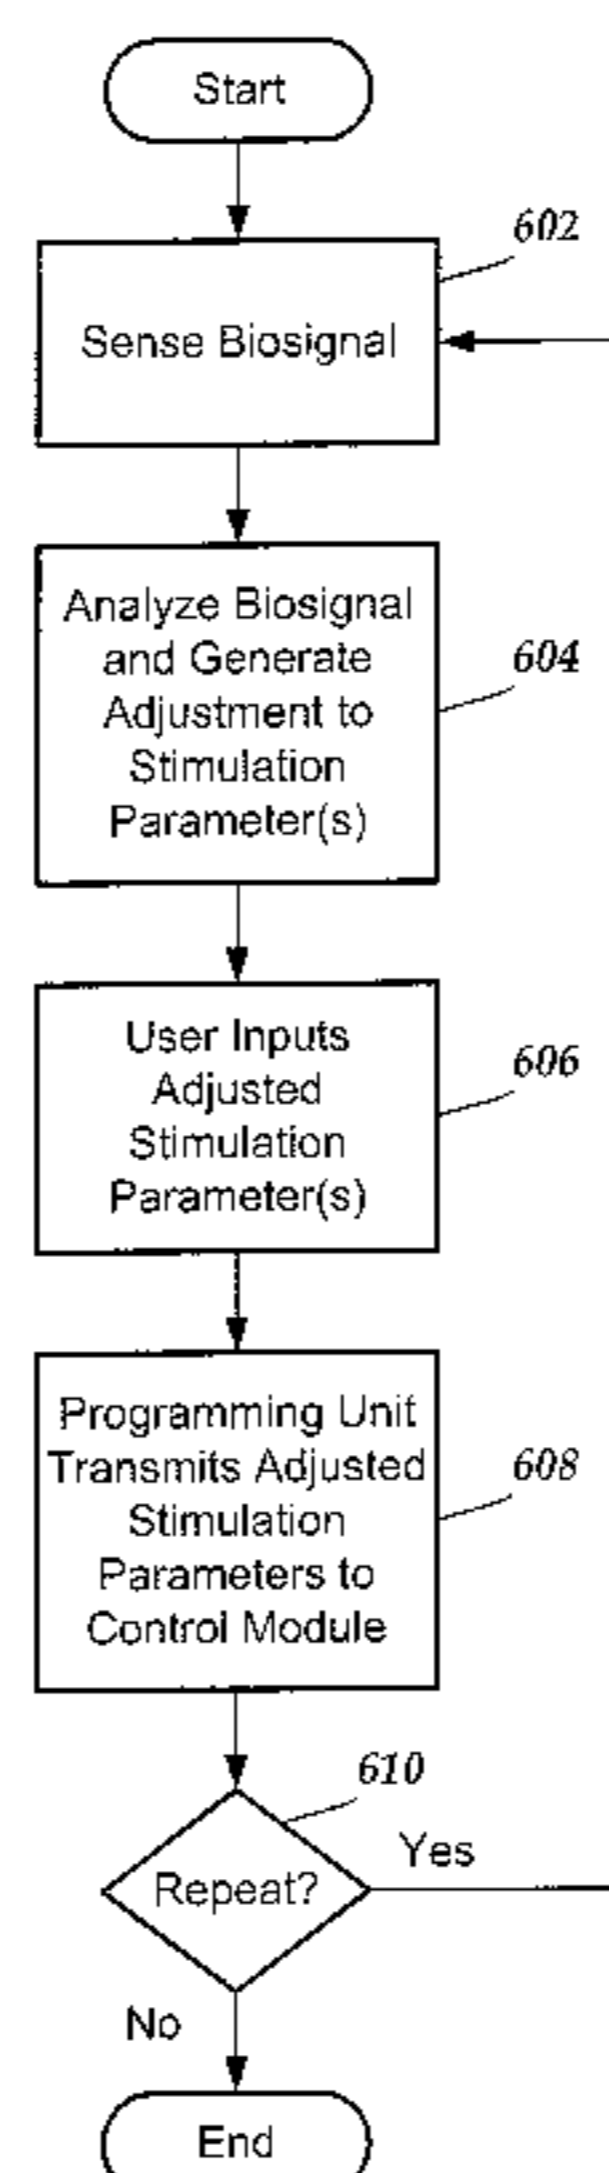 Start
602
Sense Biosignal
Analyze Biosignal
and Generate
Adjustment to
Stimulation
Parameter(s)
604
User Inputs
Adjusted
Stimulation
Parameter(s)
606
Programming Unit
Transmits Adjusted
Stimulation
Parameters to
Control Module
608
610
Repeat?
Yes
No
End